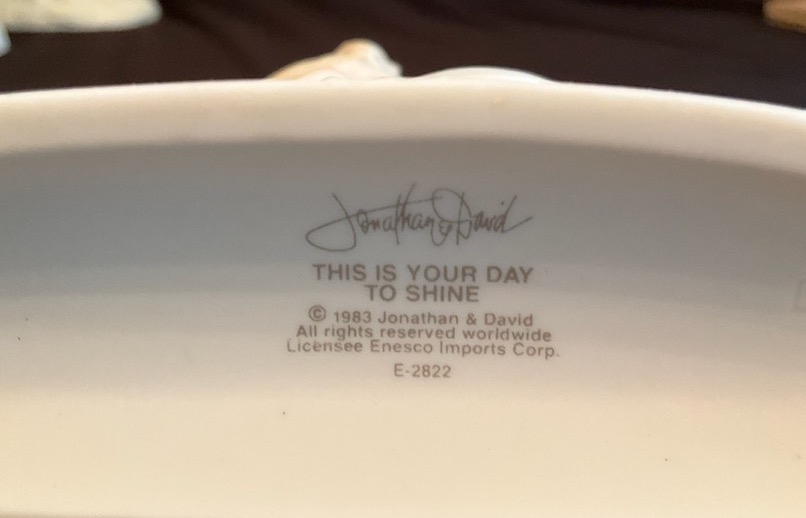 Jonathan & David
THIS IS YOUR DAY
TO SHINE
© 1983 Jonathan & David
All rights reserved worldwide
Licensee Enesco Imports Corp.
E-2822